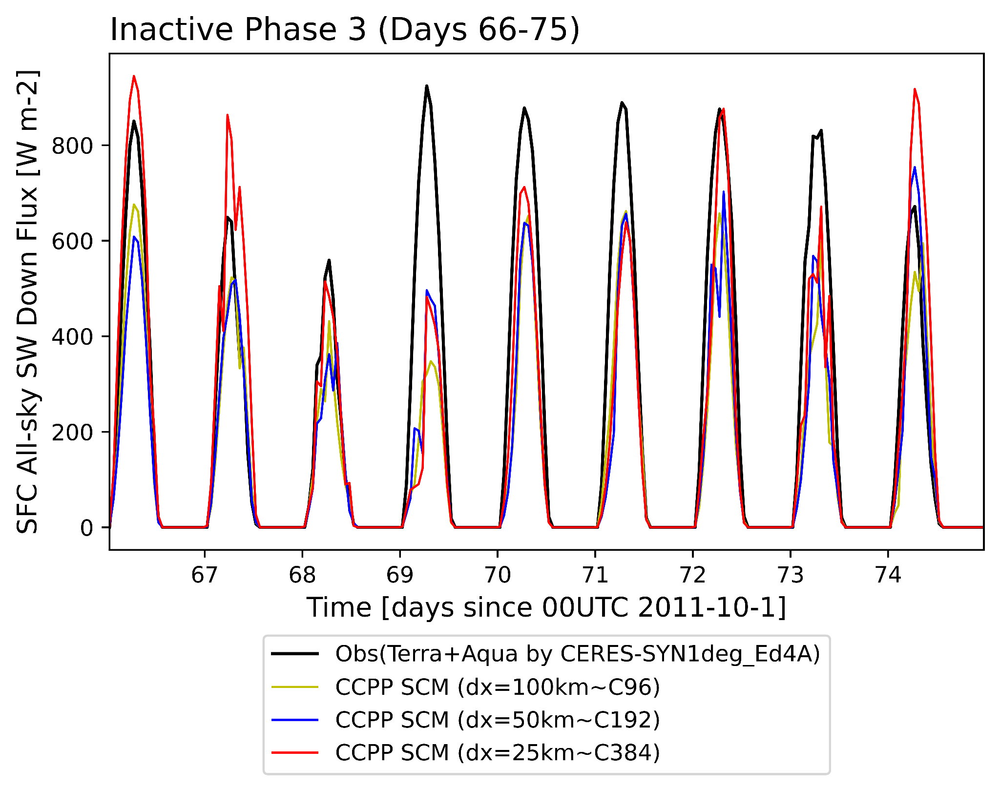 Inactive Phase 3 (Days 66-75)
SFC All-sky SW Down Flux [W m-2]
800
600
400
200
0
67 68 69 70 71 72 73 74
Time [days since 00UTC 2011-10-1]
Obs(Terra+Aqua by CERES-SYN1deg_Ed4A)
CCPP SCM (dx=100km~C96)
CCPP SCM (dx=50km~C192)
CCPP SCM (dx=25km~C384)